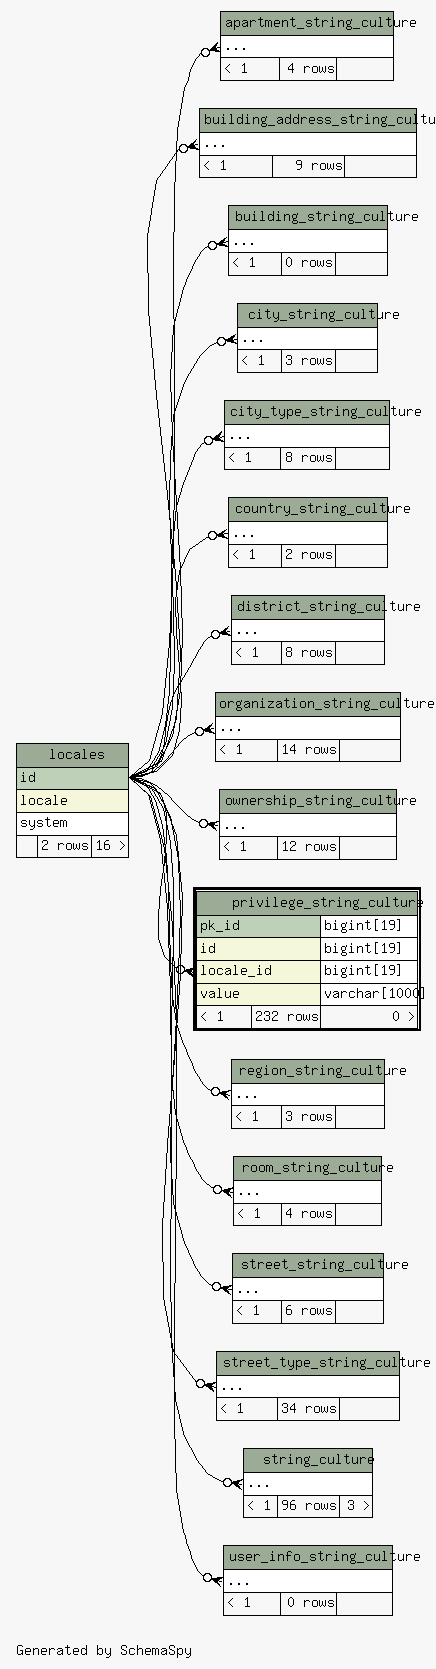 apartment_string_culture
...
< 1 4 rows
building_address_string_cultu
...
< 1 9 rows
building_string_culture
...
< 1 0 rows
city_string_culture
...
< 1 3 rows
city_type_string_culture
...
< 1 8 rows
country_string_culture
...
< 1 2 rows
district_string_culture
...
< 1 8 rows
organization_string_culture
...
< 1 14 rows
locales
id
locale
system
2 rows 16 >
ownership_string_culture
...
< 1 12 rows
privilege_string_culture
pk_id bigint[19]
id bigint[19]
locale_id bigint[19]
value varchar[1000]
< 1 232 rows 0 >
region_string_culture
...
< 1 3 rows
room_string_culture
...
< 1 4 rows
street_string_culture
...
< 1 6 rows
street_type_string_culture
...
< 1 34 rows
string_culture
...
< 1 96 rows 3 >
user_info_string_culture
...
< 1 0 rows
Generated by SchemaSpy